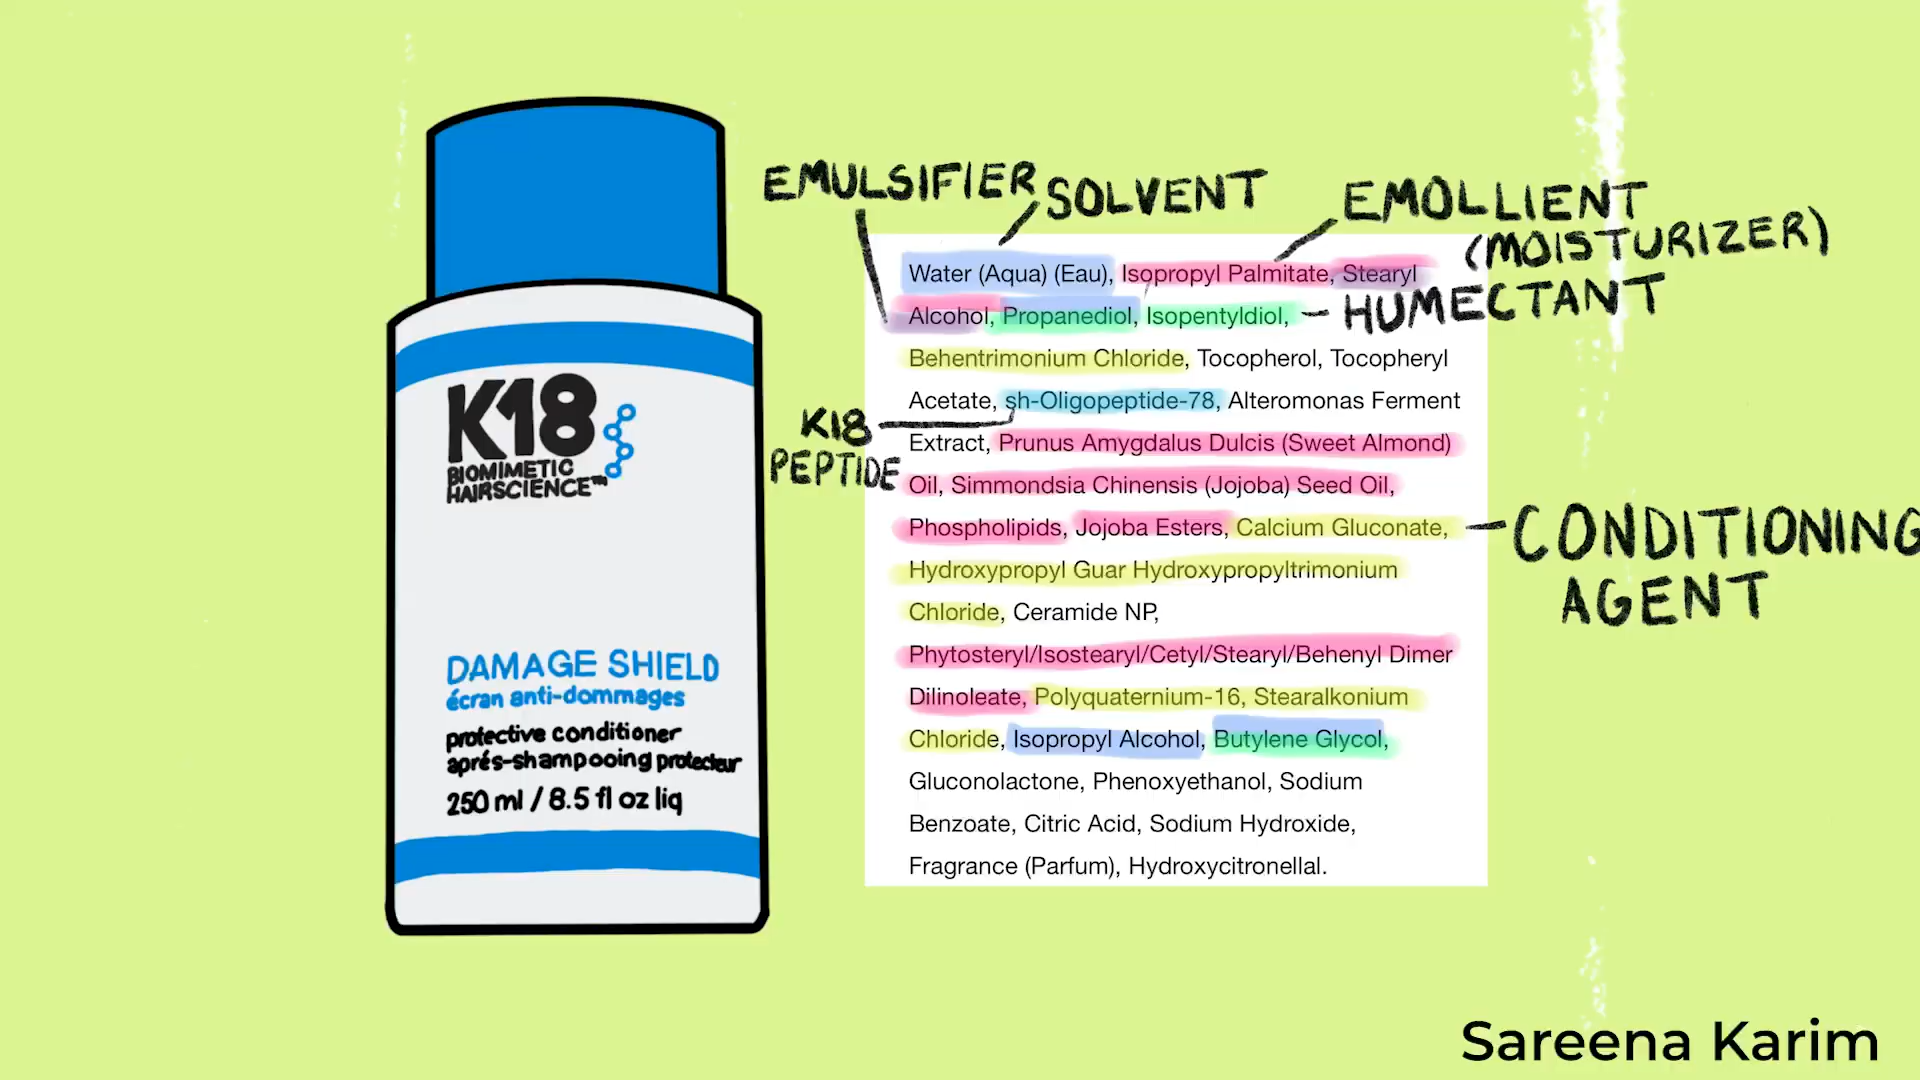 K18
BIOMIMETIC
HAIRSCIENCE™
DAMAGE SHIELD
écran anti-dommages
protective conditioner
aprés-shampooing protecteur
250 ml / 8.5 fl oz liq
EMULSIFIER
SOLVENT
EMOLLIENT
(MOISTURIZER)
HUMECTANT
K18
PEPTIDE
CONDITIONING
AGENT
Water (Aqua) (Eau), Isopropyl Palmitate, Stearyl
Alcohol, Propanediol, Isopentyldiol,
Behentrimonium Chloride, Tocopherol, Tocopheryl
Acetate, sh-Oligopeptide-78, Alteromonas Ferment
Extract, Prunus Amygdalus Dulcis (Sweet Almond)
Oil, Simmondsia Chinensis (Jojoba) Seed Oil,
Phospholipids, Jojoba Esters, Calcium Gluconate,
Hydroxypropyl Guar Hydroxypropyltrimonium
Chloride, Ceramide NP,
Phytosteryl/Isostearyl/Cetyl/Stearyl/Behenyl Dimer
Dilinoleate, Polyquaternium-16, Stearalkonium
Chloride, Isopropyl Alcohol, Butylene Glycol,
Gluconolactone, Phenoxyethanol, Sodium
Benzoate, Citric Acid, Sodium Hydroxide,
Fragrance (Parfum), Hydroxycitronellal.
Sareena Karim